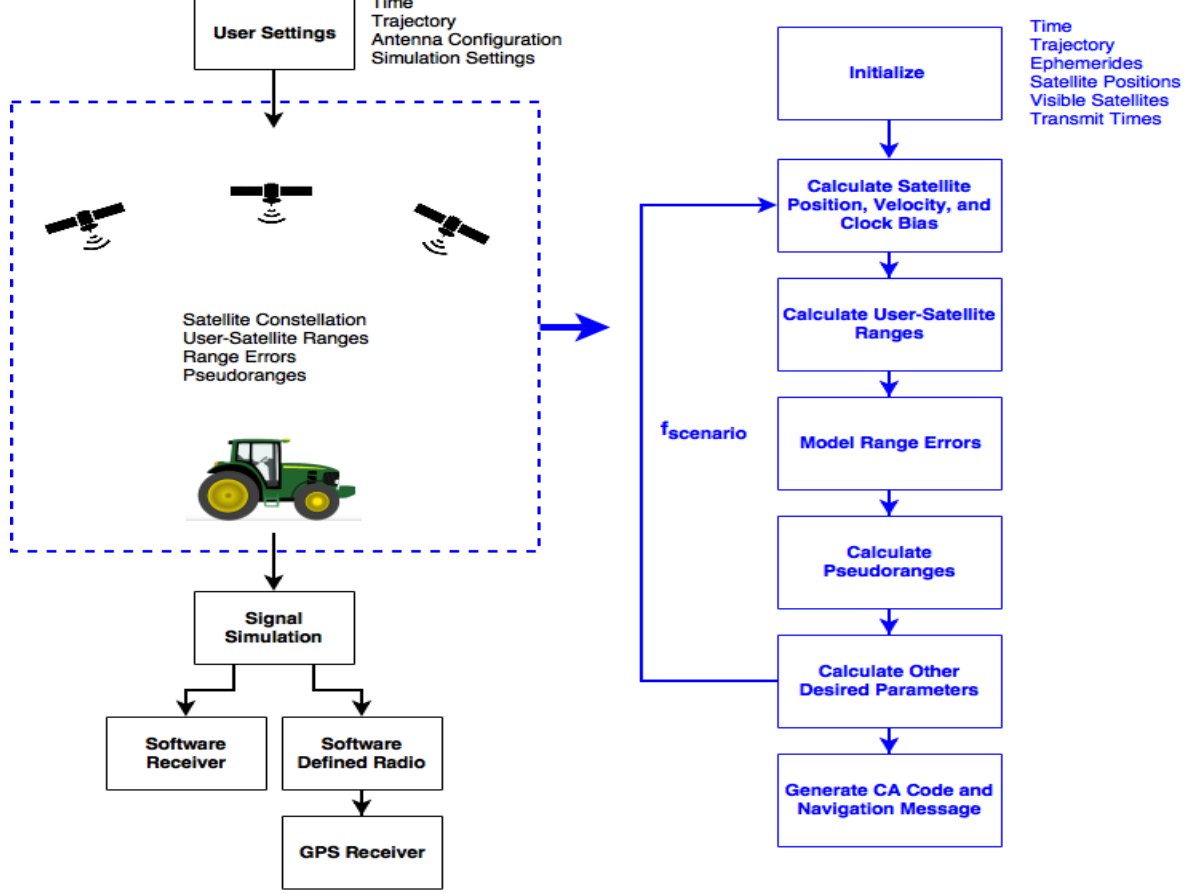 Time
Trajectory
Antenna Configuration
Simulation Settings
User Settings
Satellite Constellation
User-Satellite Ranges
Range Errors
Pseudoranges
Signal
Simulation
Software
Receiver
Software
Defined Radio
GPS Receiver
Initialize
Time
Trajectory
Ephemerides
Satellite Positions
Visible Satellites
Transmit Times
Calculate Satellite
Position, Velocity, and
Clock Bias
Calculate User-Satellite
Ranges
Model Range Errors
fscenario
Calculate
Pseudoranges
Calculate Other
Desired Parameters
Generate CA Code and
Navigation Message